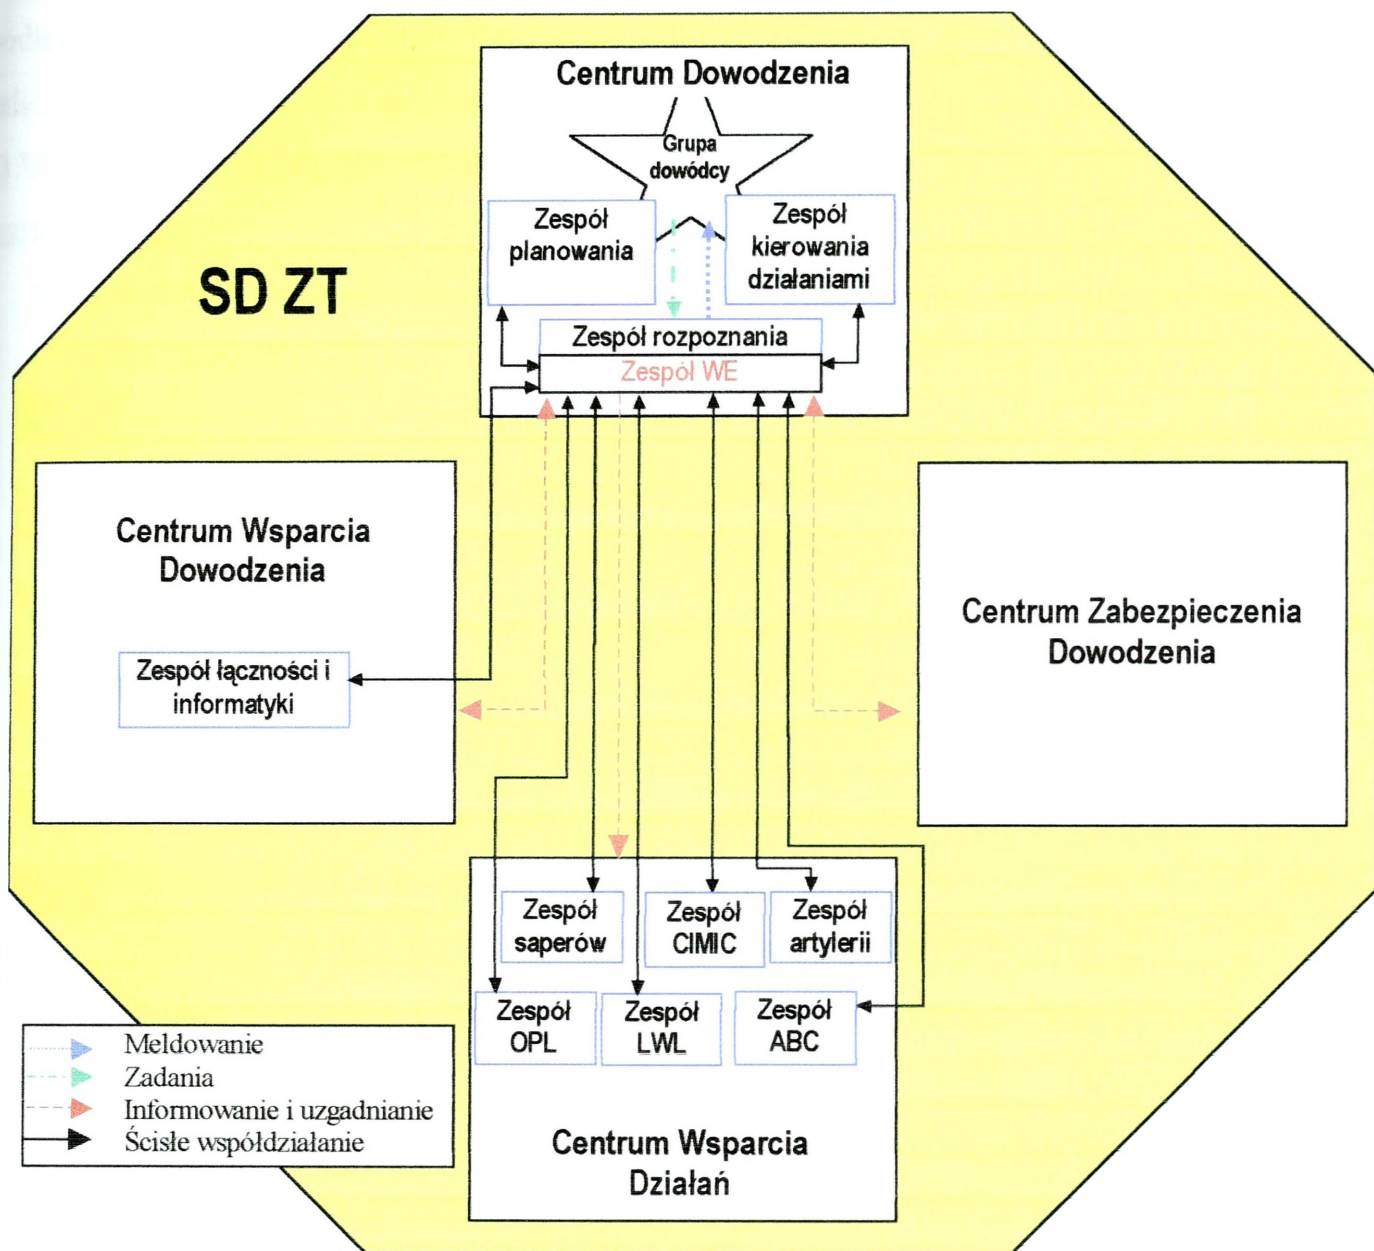 Centrum Dowodzenia
Grupa
dowódcy
Zespół
planowania
Zespół
kierowania
działaniami
SD ZT
Zespół rozpoznania
Zespół WE
Centrum Wsparcia
Dowodzenia
Zespół łączności i
informatyki
Centrum Zabezpieczenia
Dowodzenia
Zespół
saperów
Zespół
CIMIC
Zespół
artylerii
Zespół
OPL
Zespół
LWL
Zespół
ABC
Centrum Wsparcia
Działań
Meldowanie
Zadania
Informowanie i uzgadnianie
Ścisłe współdziałanie